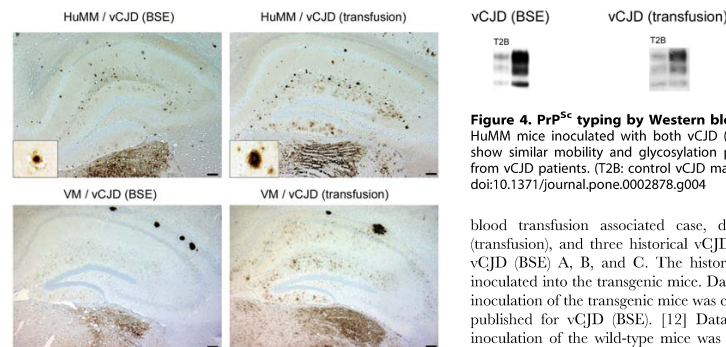 HuMM / vCJD (BSE)
HuMM / vCJD (transfusion)
VM / vCJD (BSE)
VM / vCJD (transfusion)
vCJD (BSE)
vCJD (transfusion)
T2B
T2B
Figure 4. PrPSc typing by Western blo
HuMM mice inoculated with both vCJD (
show similar mobility and glycosylation p
from vCJD patients. (T2B: control vCJD ma
doi:10.1371/journal.pone.0002878.g004
blood transfusion associated case, d
(transfusion), and three historical vCJD
vCJD (BSE) A, B, and C. The histor
inoculated into the transgenic mice. Da
inoculation of the transgenic mice was c
published for vCJD (BSE). [12] Data
inoculation of the wild-type mice was